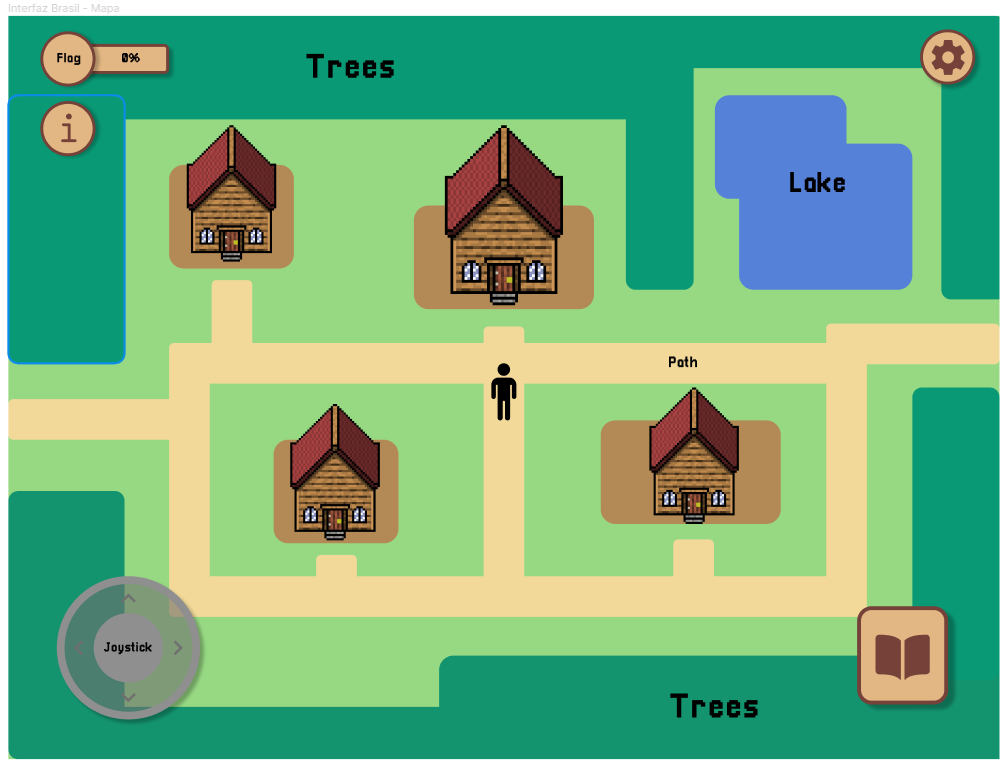 Interfaz Brasil - Mapa
Flag
0%
Trees
i
Lake
Path
Joystick
Trees